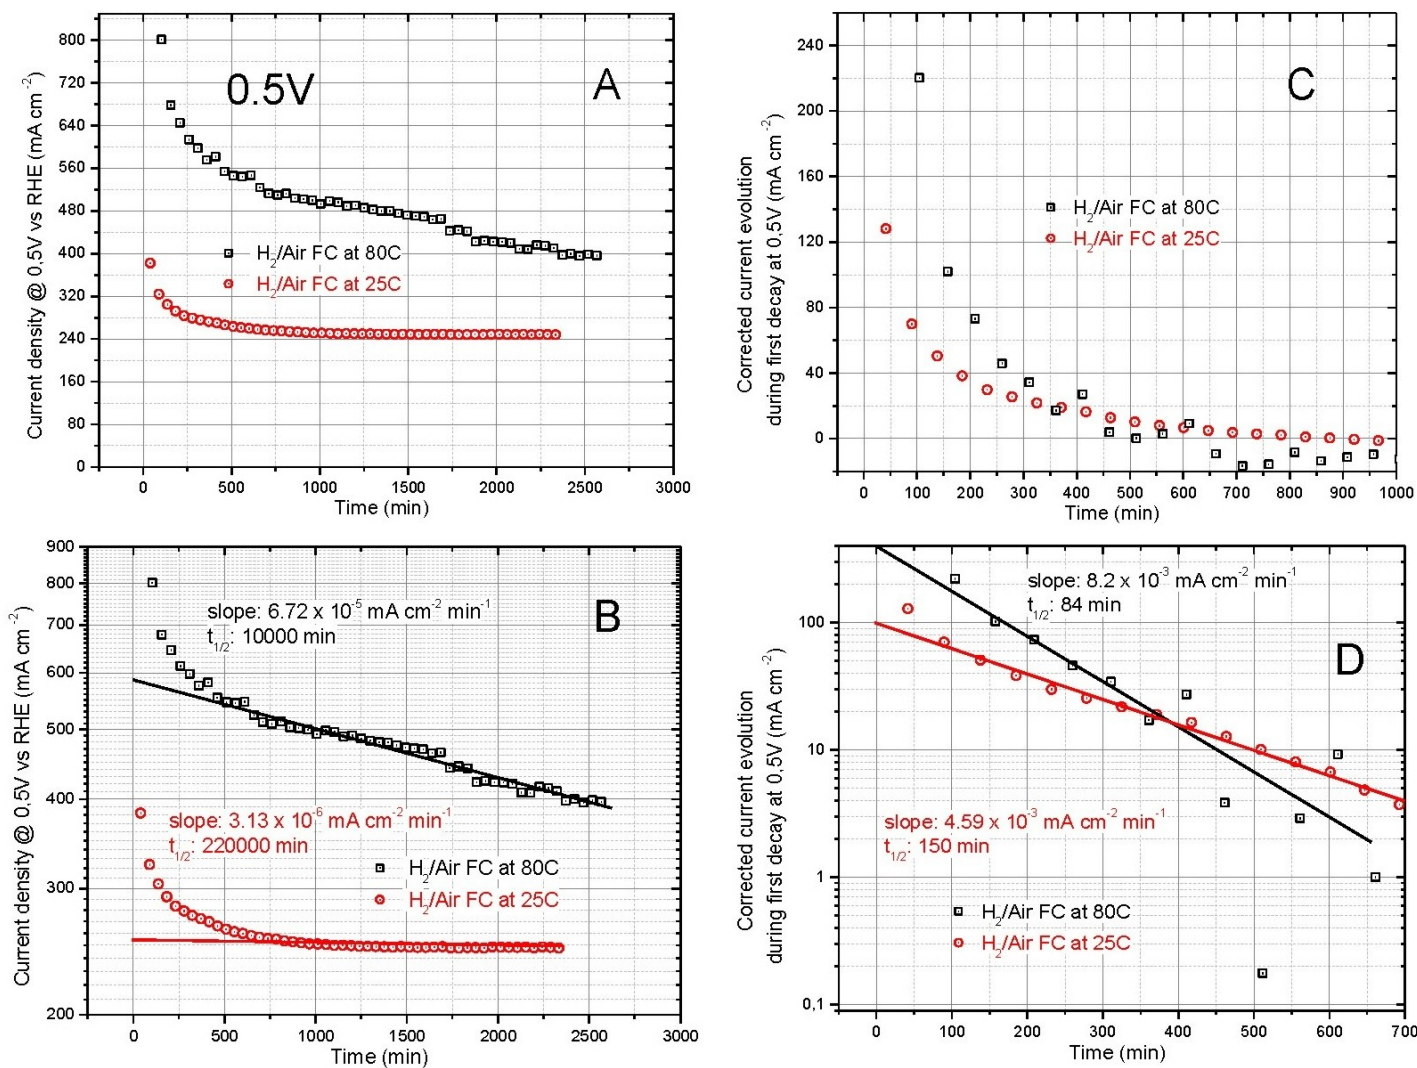 Current density @ 0,5V vs RHE (mA cm⁻²)
800
720
640
560
480
400
320
240
160
80
0
0.5V
A
H₂/Air FC at 80C
H₂/Air FC at 25C
0 500 1000 1500 2000 2500 3000
Time (min)
Corrected current evolution
during first decay at 0,5V (mA cm⁻²)
240
200
160
120
80
40
0
C
H₂/Air FC at 80C
H₂/Air FC at 25C
0 100 200 300 400 500 600 700 800 900 1000
Time (min)
Current density @ 0,5V vs RHE (mA cm⁻²)
900
800
700
600
500
400
300
200
slope: 6.72 x 10⁻⁵ mA cm⁻² min⁻¹
t₁/₂: 10000 min
B
slope: 3.13 x 10⁻⁶ mA cm⁻² min⁻¹
t₁/₂: 220000 min
H₂/Air FC at 80C
H₂/Air FC at 25C
0 500 1000 1500 2000 2500 3000
Time (min)
Corrected current evolution
during first decay at 0.5V (mA cm⁻²)
100
10
1
0,1
slope: 8.2 x 10⁻³ mA cm⁻² min⁻¹
t₁/₂: 84 min
D
slope: 4.59 x 10⁻³ mA cm⁻² min⁻¹
t₁/₂: 150 min
H₂/Air FC at 80C
H₂/Air FC at 25C
0 100 200 300 400 500 600 700
Time (min)